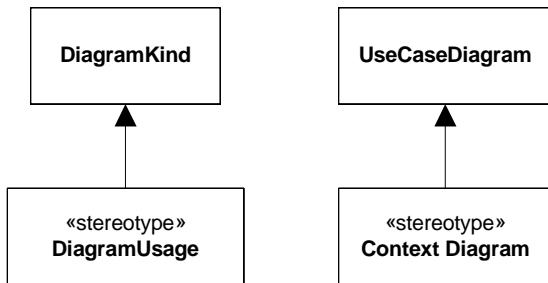 DiagramKind
UseCaseDiagram
«stereotype»
DiagramUsage
«stereotype»
Context Diagram